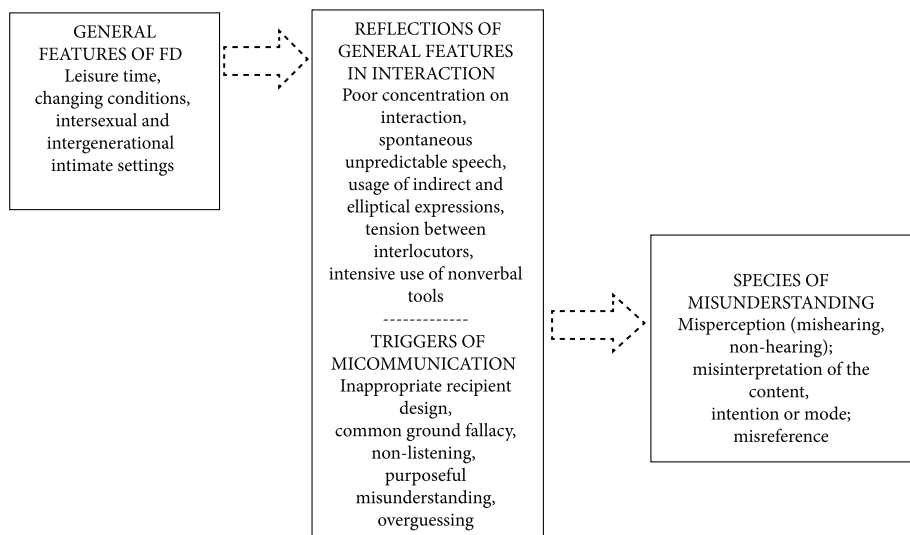 GENERAL
FEATURES OF FD
Leisure time,
changing conditions,
intersexual and
intergenerational
intimate settings
REFLECTIONS OF
GENERAL FEATURES
IN INTERACTION
Poor concentration on
interaction,
spontaneous
unpredictable speech,
usage of indirect and
elliptical expressions,
tension between
interlocutors,
intensive use of nonverbal
tools
-------------
TRIGGERS OF
MICOMMUNICATION
Inappropriate recipient
design,
common ground fallacy,
non-listening,
purposeful
misunderstanding,
overguessing
SPECIES OF
MISUNDERSTANDING
Misperception (mishearing,
non-hearing);
misinterpretation of the
content,
intention or mode;
misreference